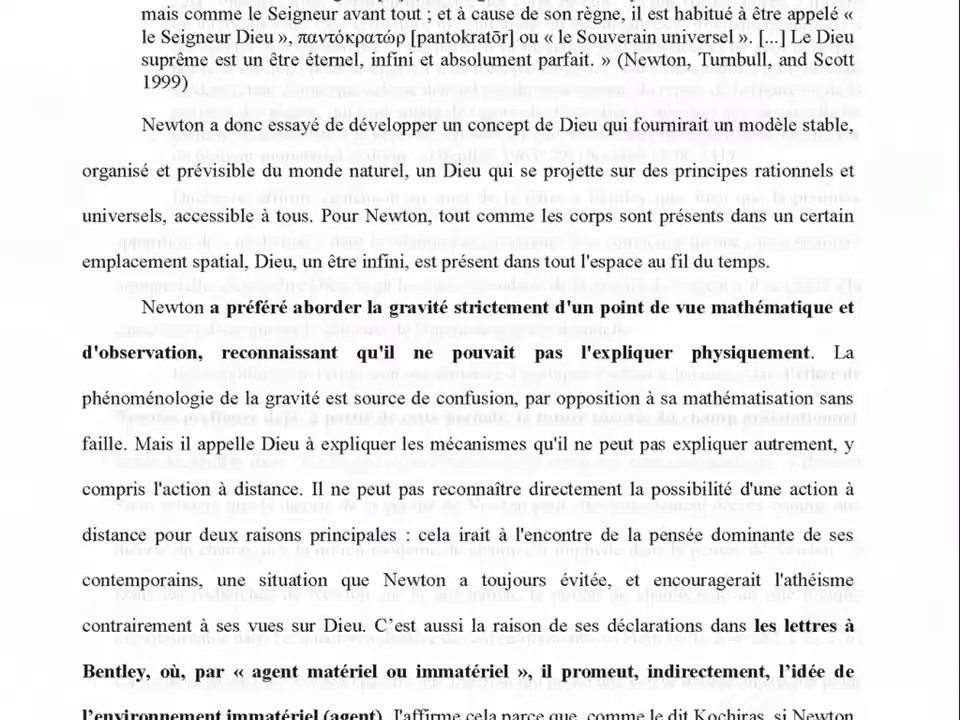 mais comme le Seigneur avant tout ; et à cause de son règne, il est habitué à être appelé «
le Seigneur Dieu », παντόκρατόρ [pantokratōr] ou « le Souverain universel ». [...] Le Dieu
suprême est un être éternel, infini et absolument parfait. » (Newton, Turnbull, and Scott
1999)
Newton a donc essayé de développer un concept de Dieu qui fournirait un modèle stable,
organisé et prévisible du monde naturel, un Dieu qui se projette sur des principes rationnels et
universels, accessible à tous. Pour Newton, tout comme les corps sont présents dans un certain
emplacement spatial, Dieu, un être infini, est présent dans tout l'espace au fil du temps.
Newton a préféré aborder la gravité strictement d'un point de vue mathématique et
d'observation, reconnaissant qu'il ne pouvait pas l'expliquer physiquement. La
phénoménologie de la gravité est source de confusion, par opposition à sa mathématisation sans
faille. Mais il appelle Dieu à expliquer les mécanismes qu'il ne peut pas expliquer autrement, y
compris l'action à distance. Il ne peut pas reconnaître directement la possibilité d'une action à
distance pour deux raisons principales : cela irait à l'encontre de la pensée dominante de ses
contemporains, une situation que Newton a toujours évitée, et encouragerait l'athéisme
contrairement à ses vues sur Dieu. C’est aussi la raison de ses déclarations dans les lettres à
Bentley, où, par « agent matériel ou immatériel », il promeut, indirectement, l’idée de
l’environnement immatériel (agent). J'affirme cela parce que, comme le dit Kochiras, si Newton